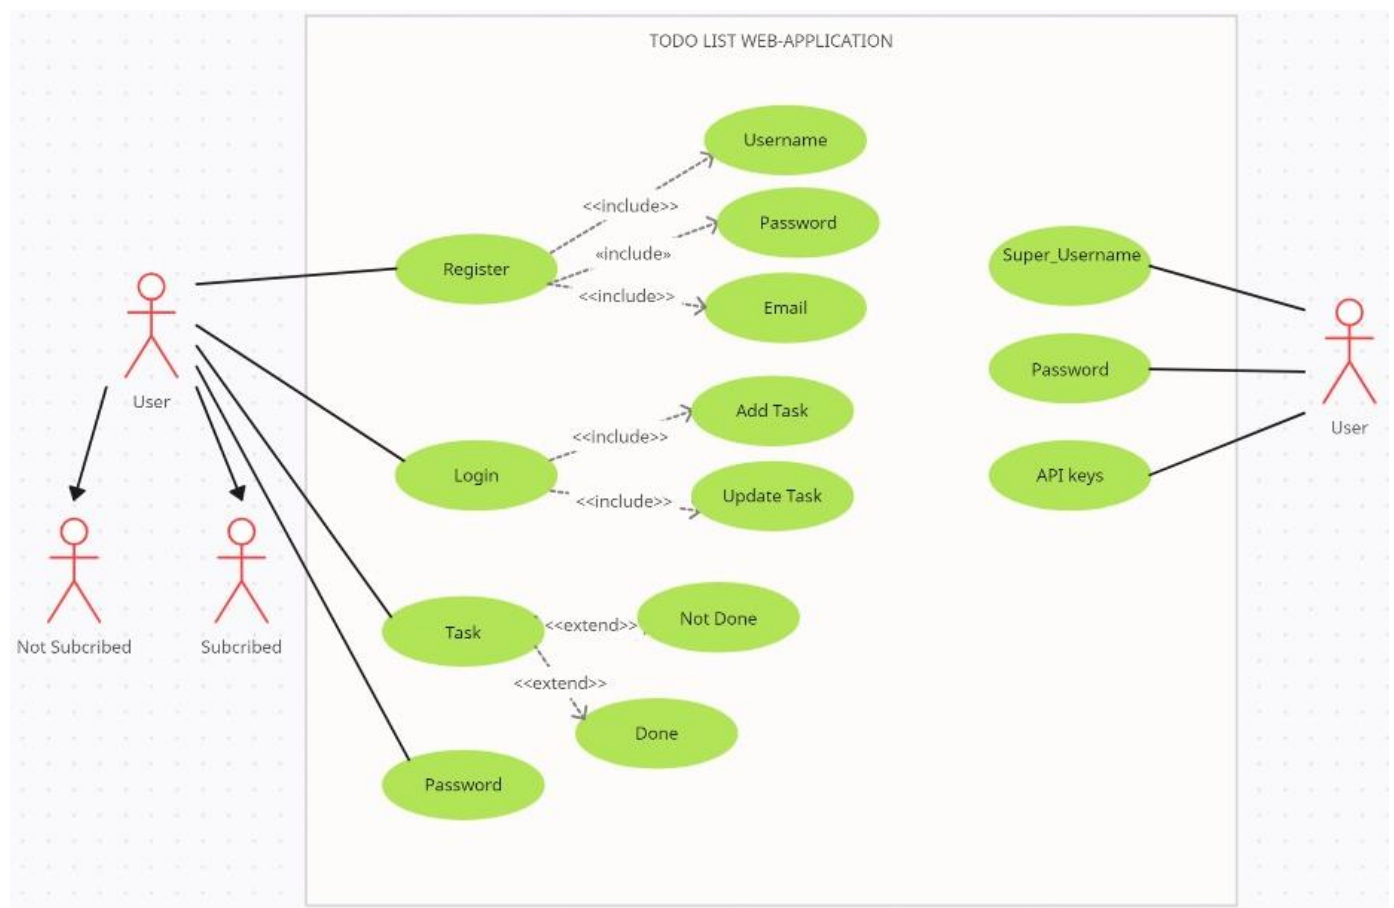 TODO LIST WEB-APPLICATION
Username
<<include>>
Password
«include»
Register
<<include>>
Email
Super_Username
Password
API keys
User
User
Add Task
<<include>>
Login
Update Task
<<include>>
Not Subcribed
Subcribed
Task
<<extend>>
Not Done
<<extend>>
Done
Password